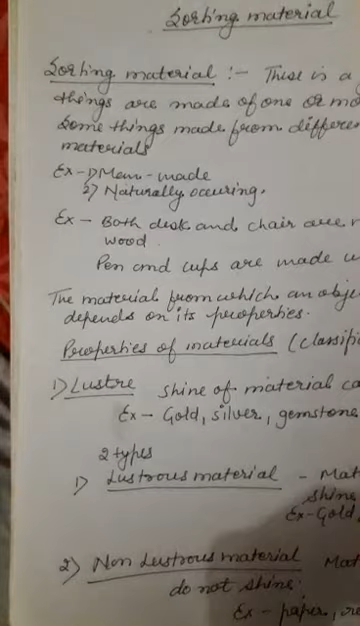 Sorting material
Sorting material :- This is a
things are made of one or mo
Some things made from differen
materials
Ex - 1) Man-made
2) Naturally occuring.
Ex - Both desk and chair are
wood.
Pen and cups are made
The material from which an obje
depends on its properties.
Properties of materials (classifi
1) Lustre shine of material ca
Ex - Gold, silver, gemstone
2 types
1) Lustrous material - Mat
shine
Ex - Gold,
2) Non Lustrous material Mat
do not shine.
Ex - paper,